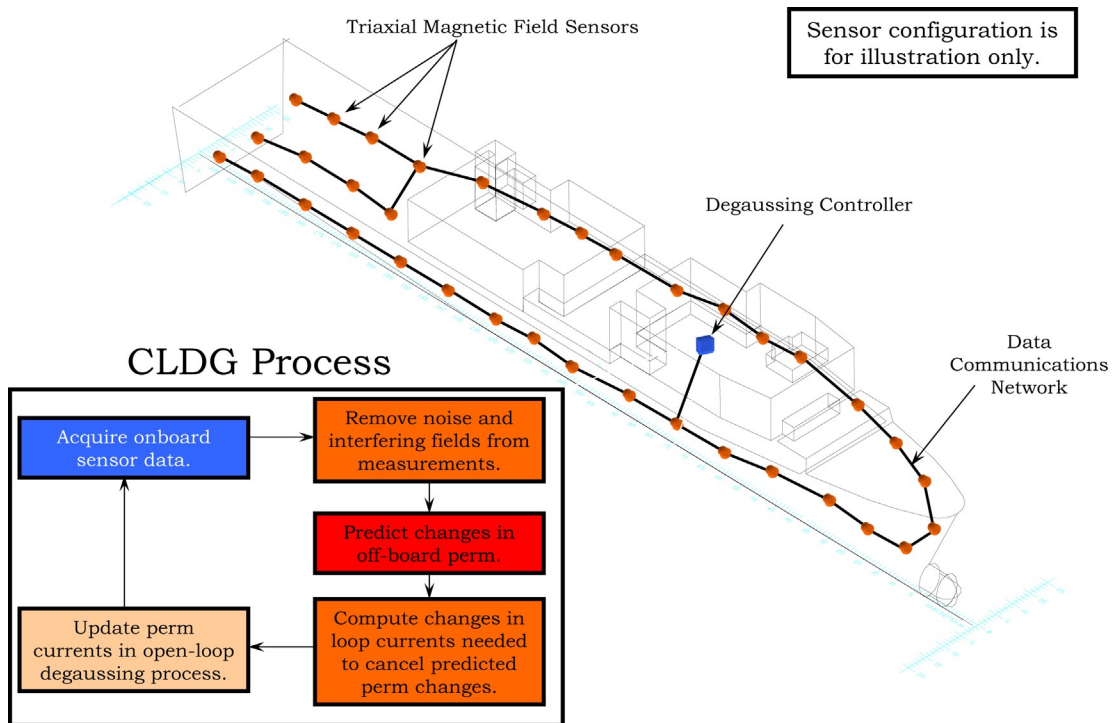 Triaxial Magnetic Field Sensors
Sensor configuration is
for illustration only.
Degaussing Controller
Data
Communications
Network
CLDG Process
Acquire onboard
sensor data.
Remove noise and
interfering fields from
measurements.
Predict changes in
off-board perm.
Compute changes in
loop currents needed
to cancel predicted
perm changes.
Update perm
currents in open-loop
degaussing process.